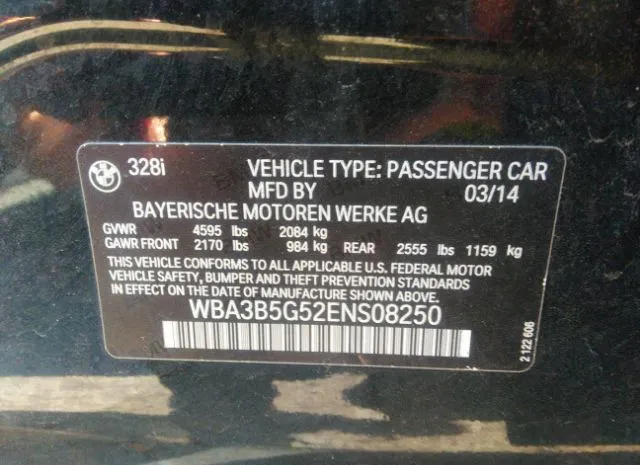 328i VEHICLE TYPE: PASSENGER CAR
MFD BY 03/14
BAYERISCHE MOTOREN WERKE AG
GVWR 4595 lbs 2084 kg
GAWR FRONT 2170 lbs 984 kg REAR 2555 lbs 1159 kg
THIS VEHICLE CONFORMS TO ALL APPLICABLE U.S. FEDERAL MOTOR
VEHICLE SAFETY, BUMPER AND THEFT PREVENTION STANDARDS
IN EFFECT ON THE DATE OF MANUFACTURE SHOWN ABOVE.
WBA3B5G52ENS08250
2 122 606